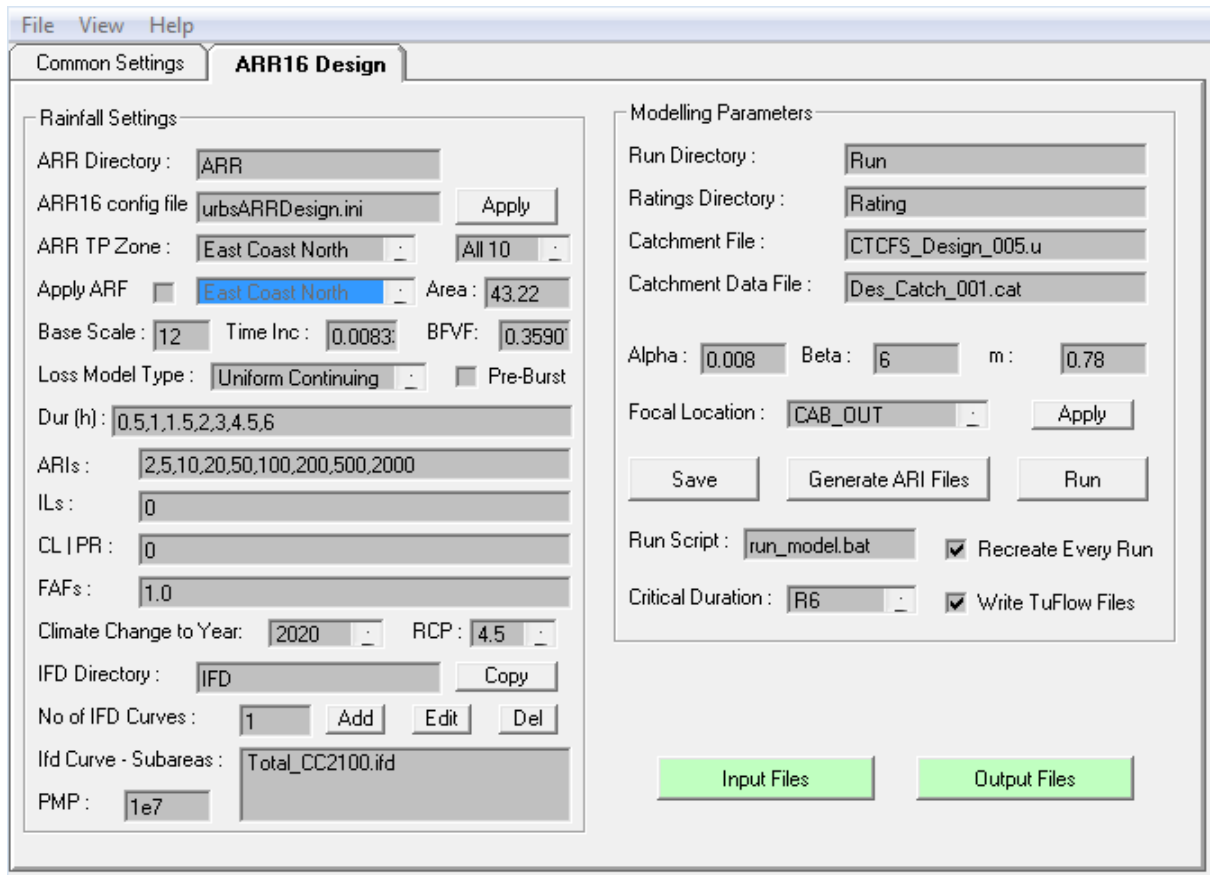 File View Help
Common Settings ARR16 Design
Rainfall Settings
ARR Directory : ARR
ARR16 config file urbsARRDesign.ini Apply
ARR TP Zone : East Coast North All 10
Apply ARF East Coast North Area : 43.22
Base Scale : 12 Time Inc : 0.0083 BFVF: 0.3590
Loss Model Type : Uniform Continuing Pre-Burst
Dur (h) : 0.5,1,1.5,2,3,4.5,6
ARIs : 2,5,10,20,50,100,200,500,2000
ILs : 0
CL | PR : 0
FAFs : 1.0
Climate Change to Year: 2020 RCP : 4.5
IFD Directory : IFD Copy
No of IFD Curves : 1 Add Edit Del
Ifd Curve - Subareas : Total_CC2100.ifd
PMP : 1e7
Modelling Parameters
Run Directory : Run
Ratings Directory : Rating
Catchment File : CTCFS_Design_005.u
Catchment Data File : Des_Catch_001.cat
Alpha : 0.008 Beta : 6 m : 0.78
Focal Location : CAB_OUT Apply
Save Generate ARI Files Run
Run Script : run_model.bat Recreate Every Run
Critical Duration : R6 Write TuFlow Files
Input Files Output Files